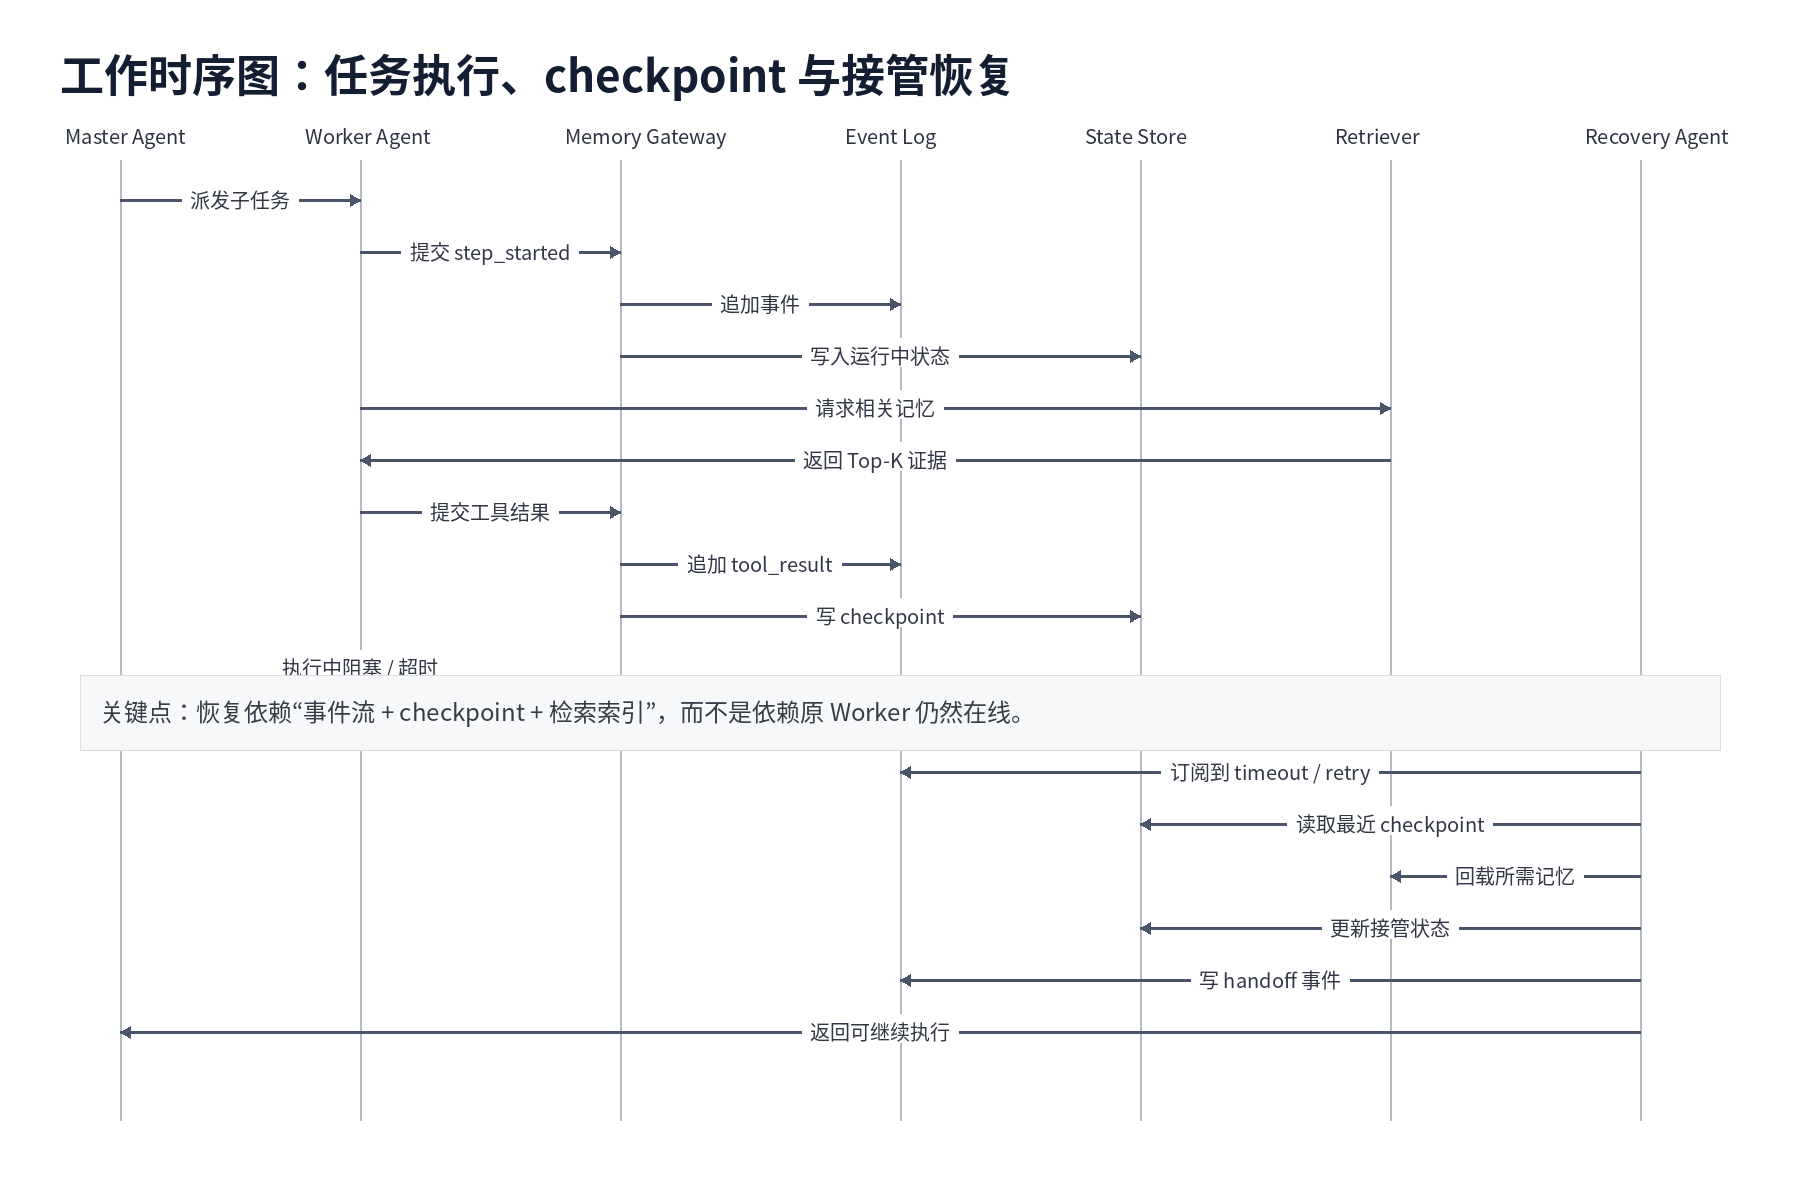 工作时序图：任务执行、checkpoint 与接管恢复
Master Agent
Worker Agent
Memory Gateway
Event Log
State Store
Retriever
Recovery Agent
派发子任务
提交 step_started
追加事件
写入运行中状态
请求相关记忆
返回 Top-K 证据
提交工具结果
追加 tool_result
写 checkpoint
执行中阻塞 / 超时
关键点：恢复依赖“事件流 + checkpoint + 检索索引”，而不是依赖原 Worker 仍然在线。
订阅到 timeout / retry
读取最近 checkpoint
回载所需记忆
更新接管状态
写 handoff 事件
返回可继续执行